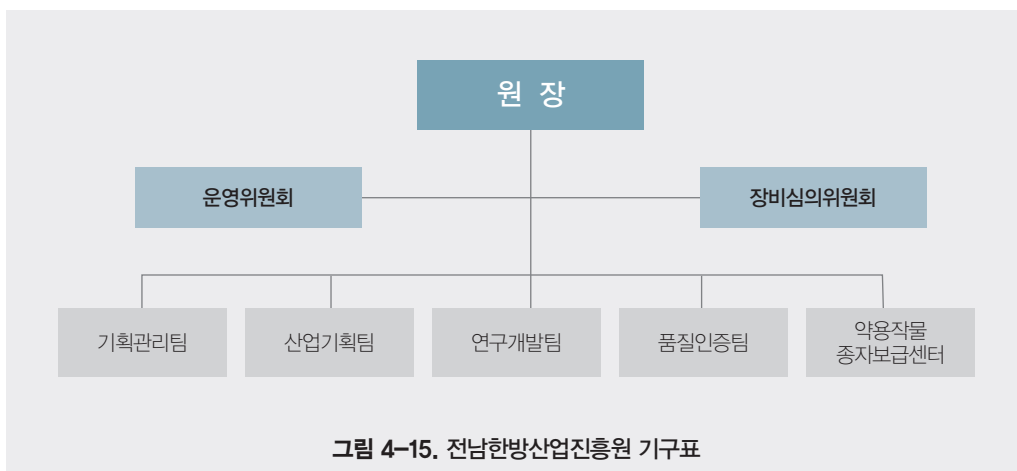 원 장
운영위원회
장비심의위원회
기획관리팀
산업기획팀
연구개발팀
품질인증팀
약용작물
종자보급센터
그림 4-15. 전남한방산업진흥원 기구표